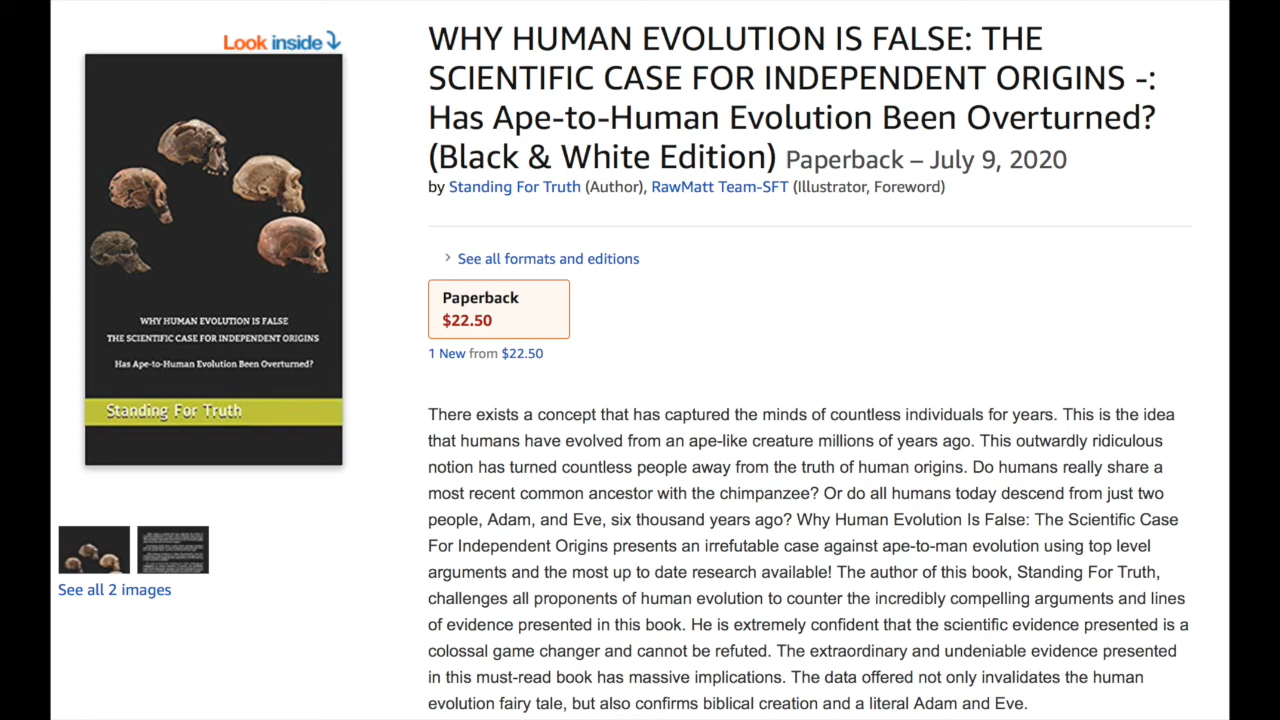 Look inside
WHY HUMAN EVOLUTION IS FALSE
THE SCIENTIFIC CASE FOR INDEPENDENT ORIGINS
Has Ape-to-Human Evolution Been Overturned?
Standing For Truth
See all 2 images
WHY HUMAN EVOLUTION IS FALSE: THE
SCIENTIFIC CASE FOR INDEPENDENT ORIGINS -:
Has Ape-to-Human Evolution Been Overturned?
(Black & White Edition) Paperback – July 9, 2020
by Standing For Truth (Author), RawMatt Team-SFT (Illustrator, Foreword)
See all formats and editions
Paperback
$22.50
1 New from $22.50
There exists a concept that has captured the minds of countless individuals for years. This is the idea
that humans have evolved from an ape-like creature millions of years ago. This outwardly ridiculous
notion has turned countless people away from the truth of human origins. Do humans really share a
most recent common ancestor with the chimpanzee? Or do all humans today descend from just two
people, Adam, and Eve, six thousand years ago? Why Human Evolution Is False: The Scientific Case
For Independent Origins presents an irrefutable case against ape-to-man evolution using top level
arguments and the most up to date research available! The author of this book, Standing For Truth,
challenges all proponents of human evolution to counter the incredibly compelling arguments and lines
of evidence presented in this book. He is extremely confident that the scientific evidence presented is a
colossal game changer and cannot be refuted. The extraordinary and undeniable evidence presented
in this must-read book has massive implications. The data offered not only invalidates the human
evolution fairy tale, but also confirms biblical creation and a literal Adam and Eve.